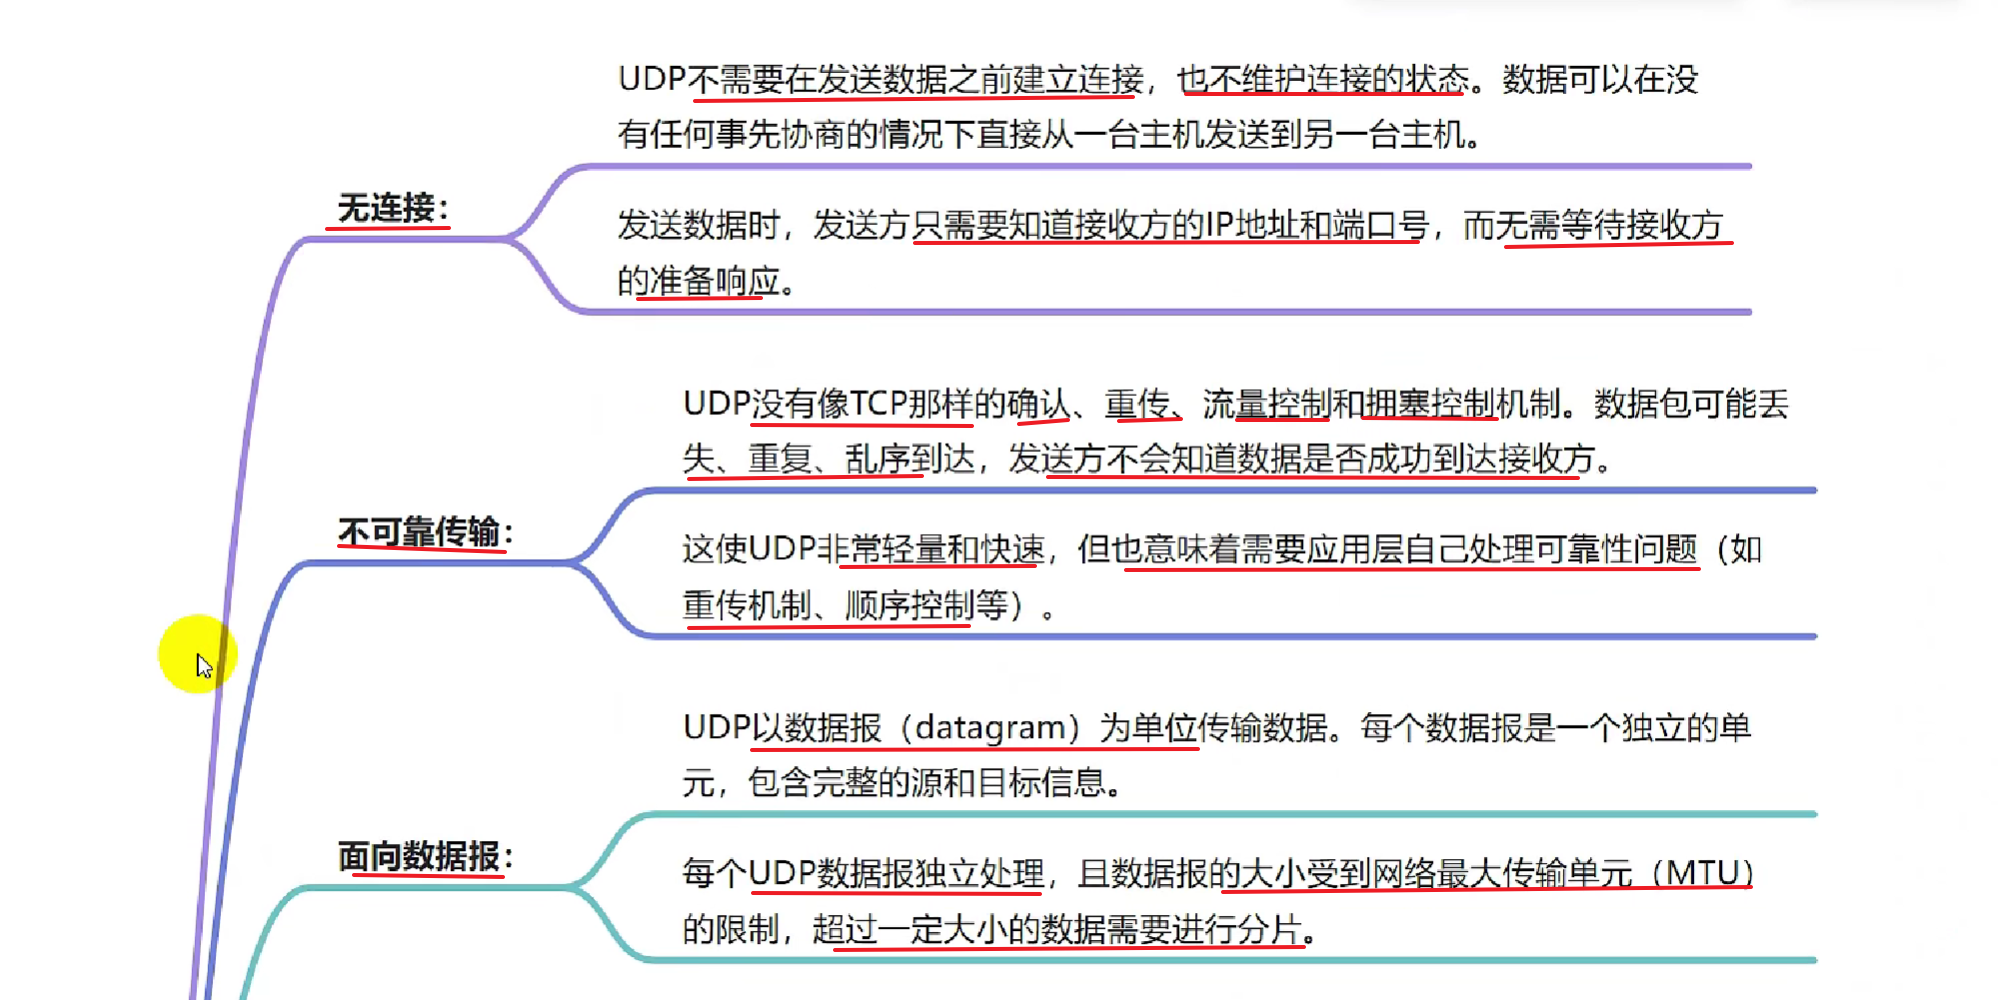 UDP不需要在发送数据之前建立连接，也不维护连接的状态。数据可以在没
有任何事先协商的情况下直接从一台主机发送到另一台主机。
无连接：
发送数据时，发送方只需要知道接收方的IP地址和端口号，而无需等待接收方
的准备响应。
UDP没有像TCP那样的确认、重传、流量控制和拥塞控制机制。数据包可能丢
失、重复、乱序到达，发送方不会知道数据是否成功到达接收方。
不可靠传输：
这使UDP非常轻量和快速，但也意味着需要应用层自己处理可靠性问题（如
重传机制、顺序控制等）。
UDP以数据报（datagram）为单位传输数据。每个数据报是一个独立的单
元，包含完整的源和目标信息。
面向数据报：
每个UDP数据报独立处理，且数据报的大小受到网络最大传输单元（MTU）
的限制，超过一定大小的数据需要进行分片。